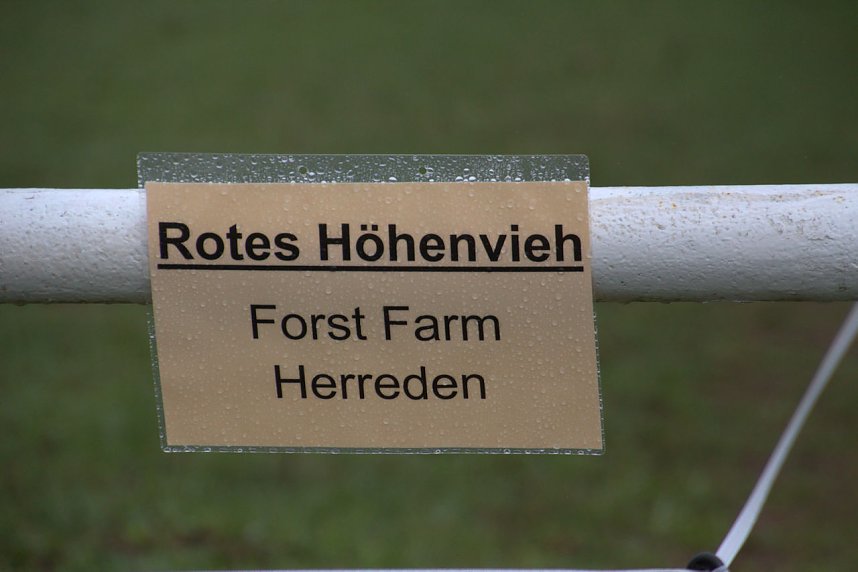 Rotes Höhenvieh
Forst Farm
Herreden